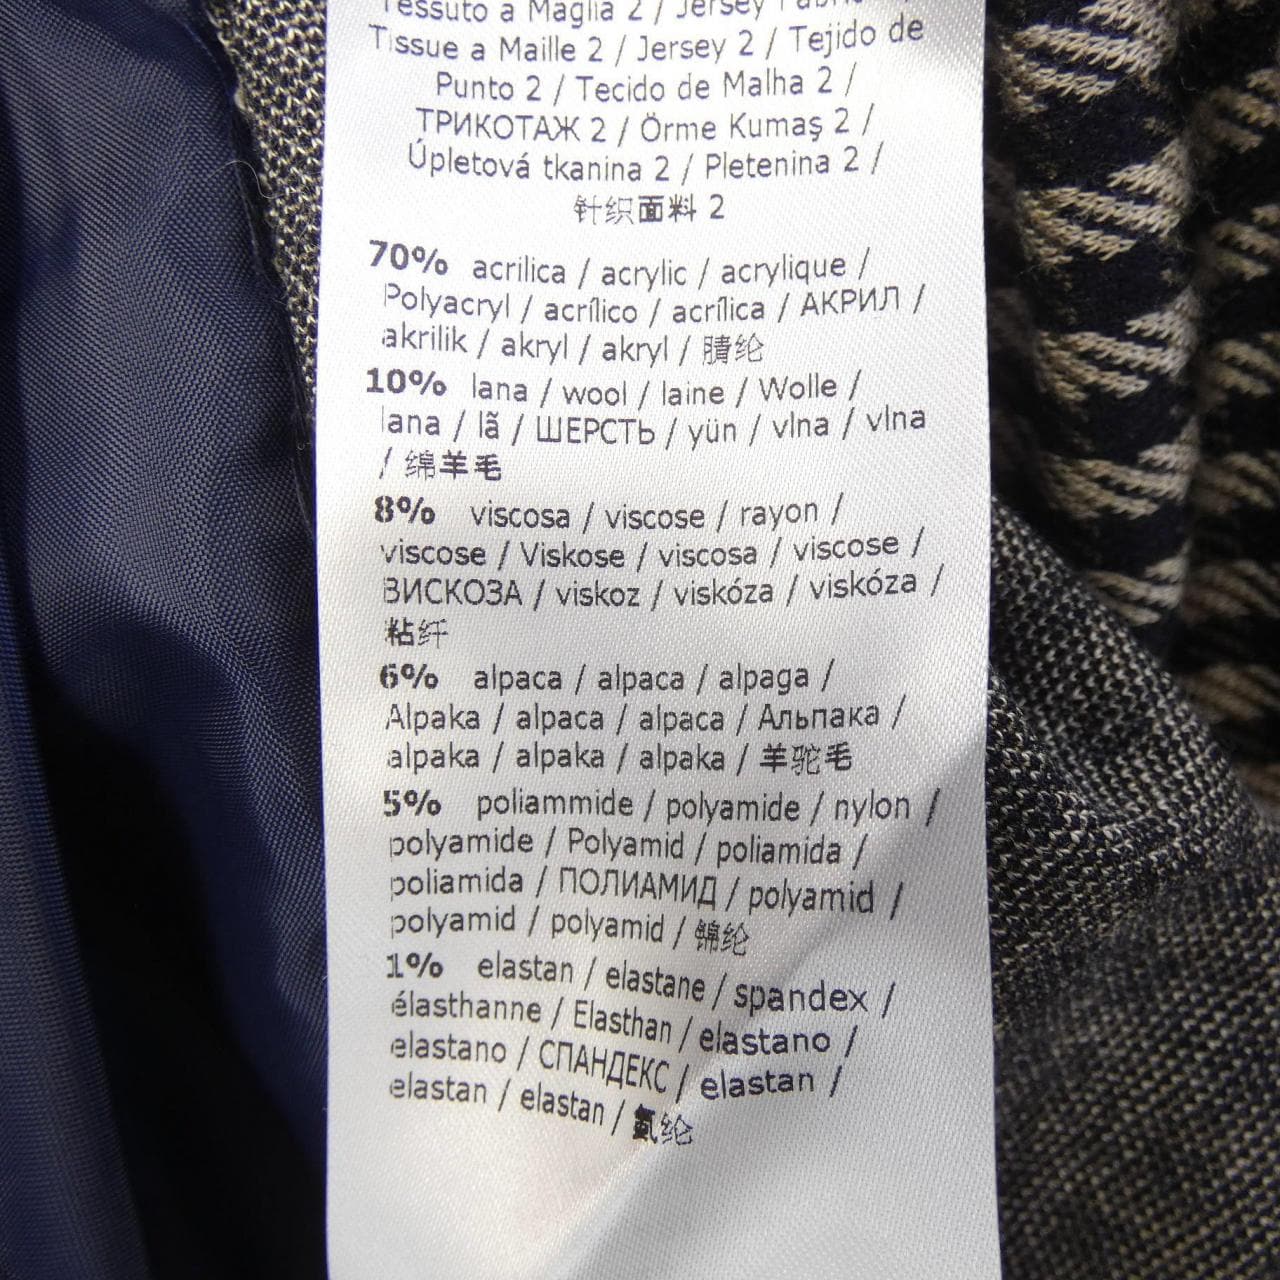 Tessuto a Maglia 2 / Jersey Fabric
Tissue a Maille 2 / Jersey 2 / Tejido de
Punto 2 / Tecido de Malha 2 /
ТРИКОТАЖ 2 / Örme Kumaş 2 /
Úpletová tkanina 2 / Pletenina 2 /
针织面料 2
70% acrilica / acrylic / acrylique /
Polyacryl / acrílico / acrílica / АКРИЛ /
akrilik / akryl / akryl / 腈纶
10% lana / wool / laine / Wolle /
lana / lã / ШЕРСТЬ / yün / vlna / vlna
/ 绵羊毛
8% viscosa / viscose / rayon /
viscose / Viskose / viscosa / viscose /
ВИСКОЗА / viskoz / viskóza / viskóza /
粘纤
6% alpaca / alpaca / alpaga /
Alpaka / alpaca / alpaca / Альпака /
alpaka / alpaka / alpaka / 羊驼毛
5% poliammide / polyamide / nylon /
polyamide / Polyamid / poliamida /
poliamida / ПОЛИАМИД / polyamid /
polyamid / polyamid / 锦纶
1% elastan / elastane / spandex /
élasthanne / Elasthan / elastano /
elastano / СПАНДЕКС / elastan /
elastan / elastan / 氨纶